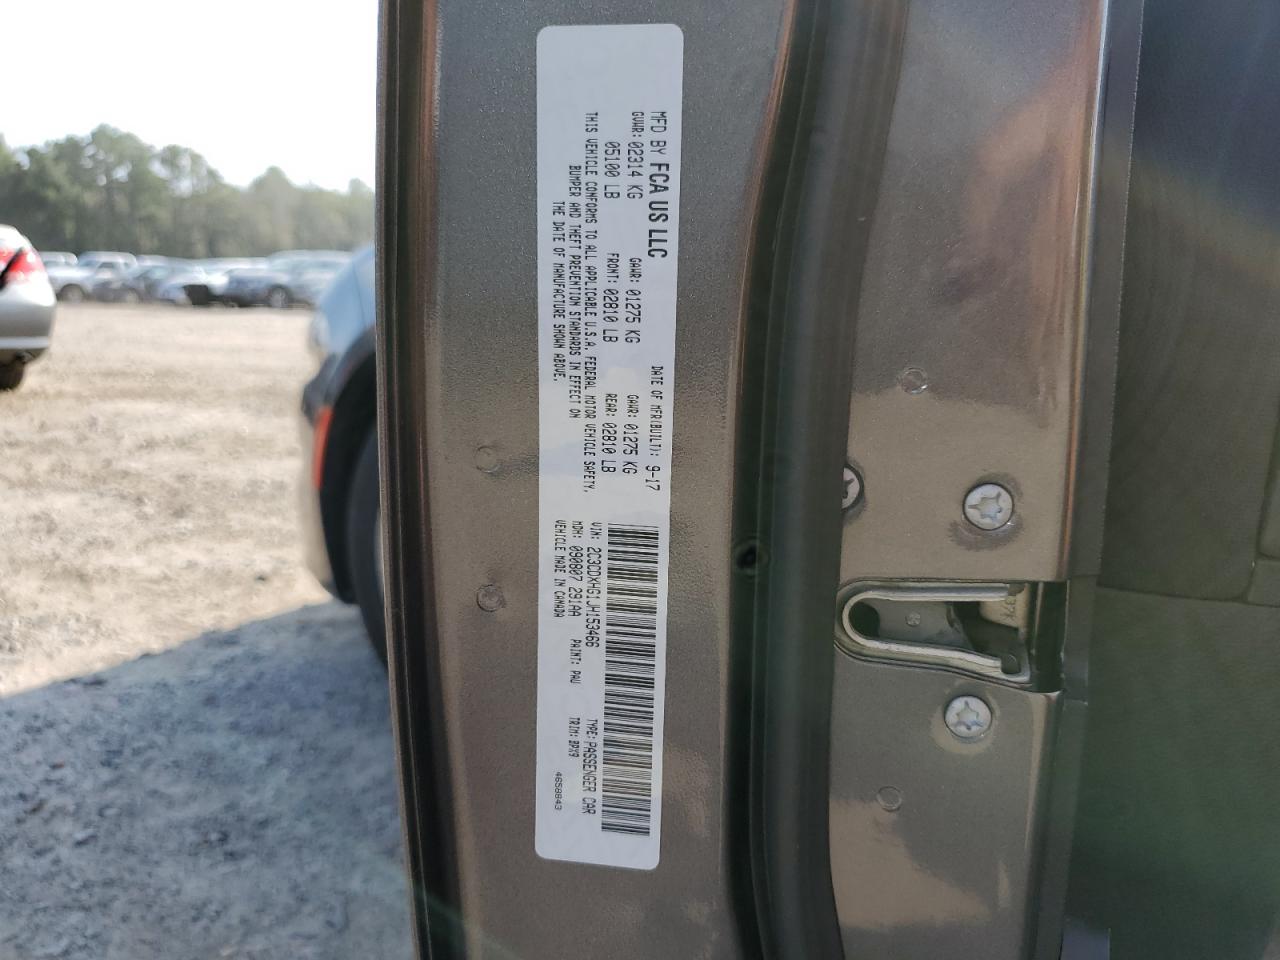 MFD BY FCA US LLC
DATE OF MFR(BUILT): 9-17
GVWR: 02314 KG GAWR: 01275 KG GAWR: 01275 KG
05100 LB FRONT: 02810 LB REAR: 02810 LB
THIS VEHICLE CONFORMS TO ALL APPLICABLE U.S.A. FEDERAL MOTOR VEHICLE SAFETY,
BUMPER AND THEFT PREVENTION STANDARDS IN EFFECT ON
THE DATE OF MANUFACTURE SHOWN ABOVE.
VIN: 2C3CDXHG1JH153466 TYPE: PASSENGER CAR
MDH: 090807 291AA PAINT: PAU TRIM: BPX9
VEHICLE MADE IN CANADA 4658843